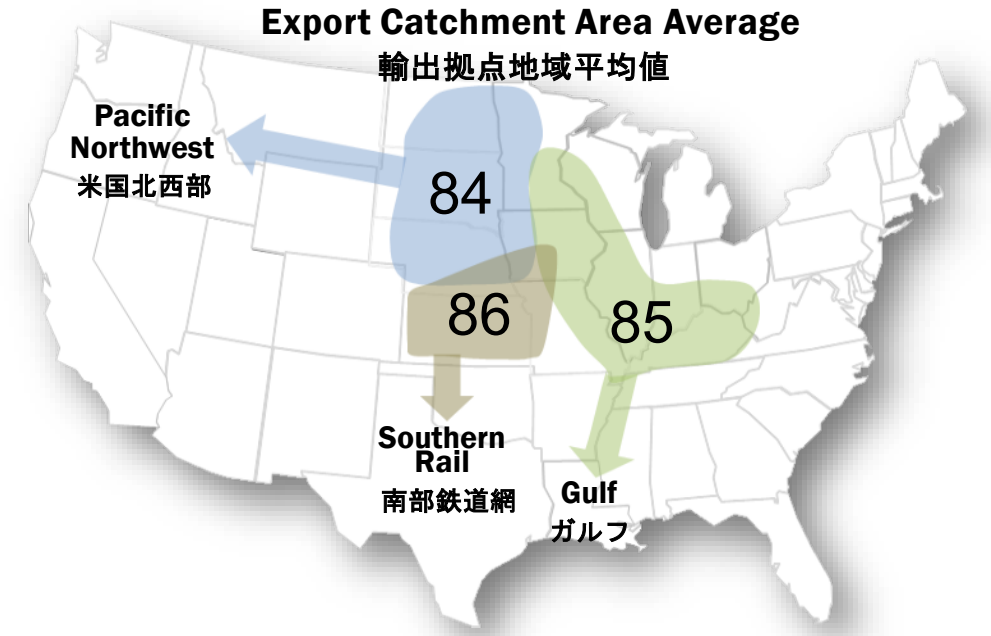 Export Catchment Area Average
輸出拠点地域平均値
Pacific
Northwest
米国北西部
84
86
85
Southern
Rail
南部鉄道網
Gulf
ガルフ